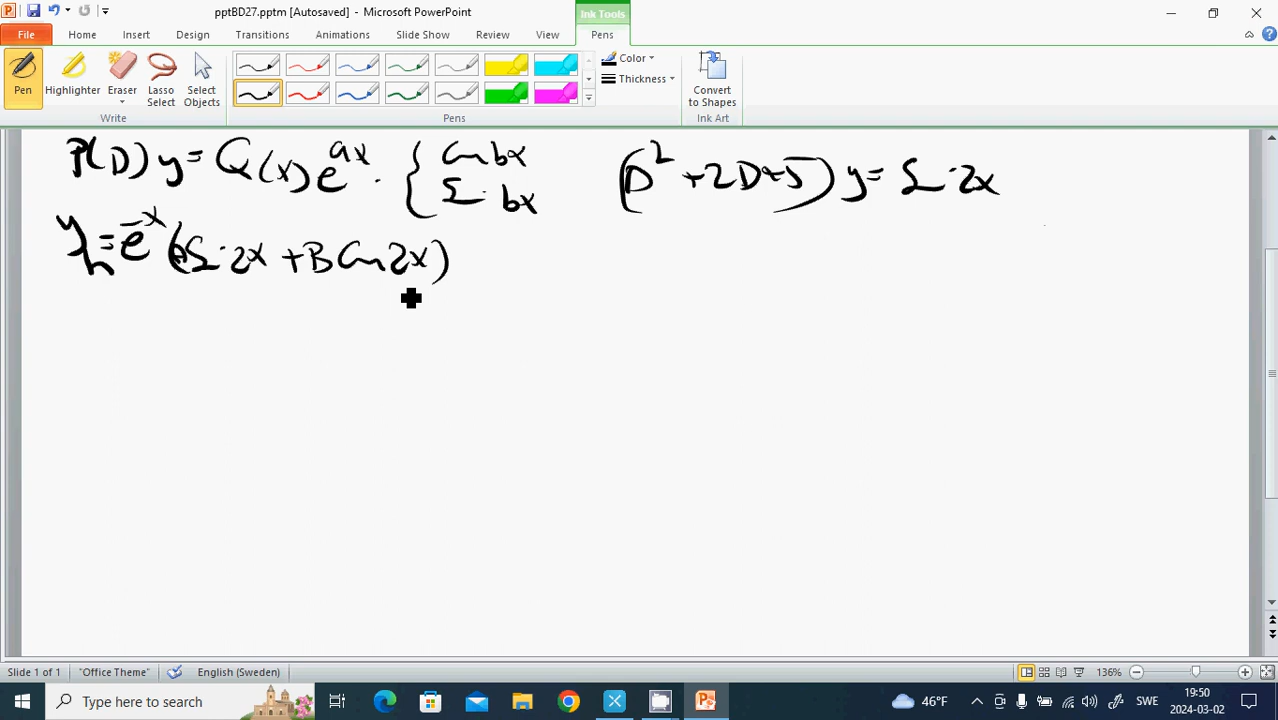 pptBD27.pptm [Autosaved] - Microsoft PowerPoint
Ink Tools
File Home Insert Design Transitions Animations Slide Show Review View Pens
Pen Highlighter Eraser Lasso Select Select Objects
Color
Thickness
Convert to Shapes
Write Pens Ink Art
P(D) y = Q(x) e^{ax} · { Cos bx
Sin bx
(D² + 2D + 5) y = Sin 2x
y_h = e^{-x} (A Sin 2x + B Cos 2x)
Slide 1 of 1 "Office Theme" English (Sweden) 136%
Type here to search 46°F SWE 19:50
2024-03-02